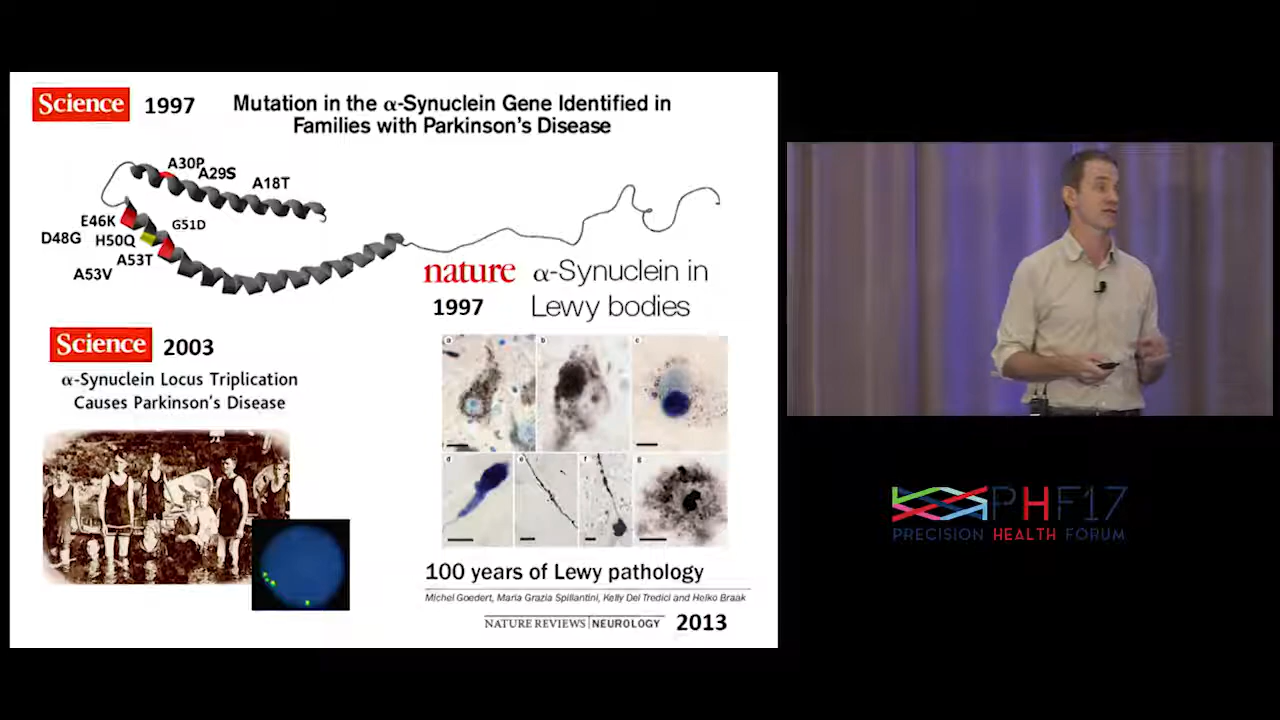 Science 1997
Mutation in the α-Synuclein Gene Identified in
Families with Parkinson's Disease
A30P
A29S
A18T
E46K
G51D
D48G
H50Q
A53T
A53V
nature
1997
α-Synuclein in
Lewy bodies
Science 2003
α-Synuclein Locus Triplication
Causes Parkinson's Disease
a
b
c
d
e
f
g
100 years of Lewy pathology
Michel Goedert, Maria Grazia Spillantini, Kelly Del Tredici and Heiko Braak
NATURE REVIEWS | NEUROLOGY 2013
PHF17
PRECISION HEALTH FORUM